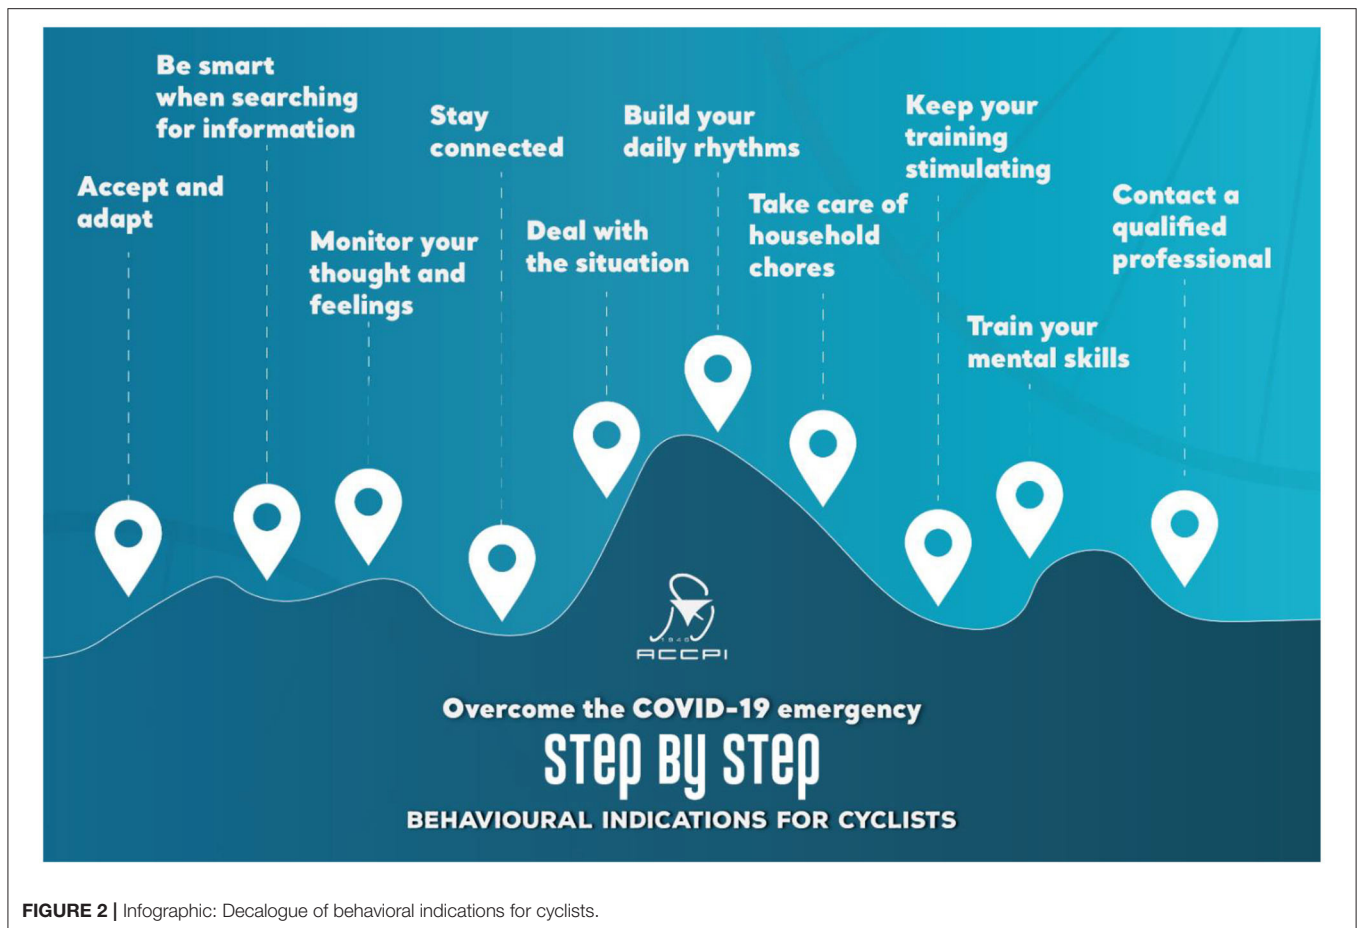 Be smart
when searching
for information
Stay
connected
Build your
daily rhythms
Keep your
training
stimulating
Accept and
adapt
Monitor your
thought and
feelings
Deal with
the situation
Take care of
household
chores
Contact a
qualified
professional
Train your
mental skills
1946
ACCPI
Overcome the COVID-19 emergency
STEP BY STEP
BEHAVIOURAL INDICATIONS FOR CYCLISTS
FIGURE 2 | Infographic: Decalogue of behavioral indications for cyclists.